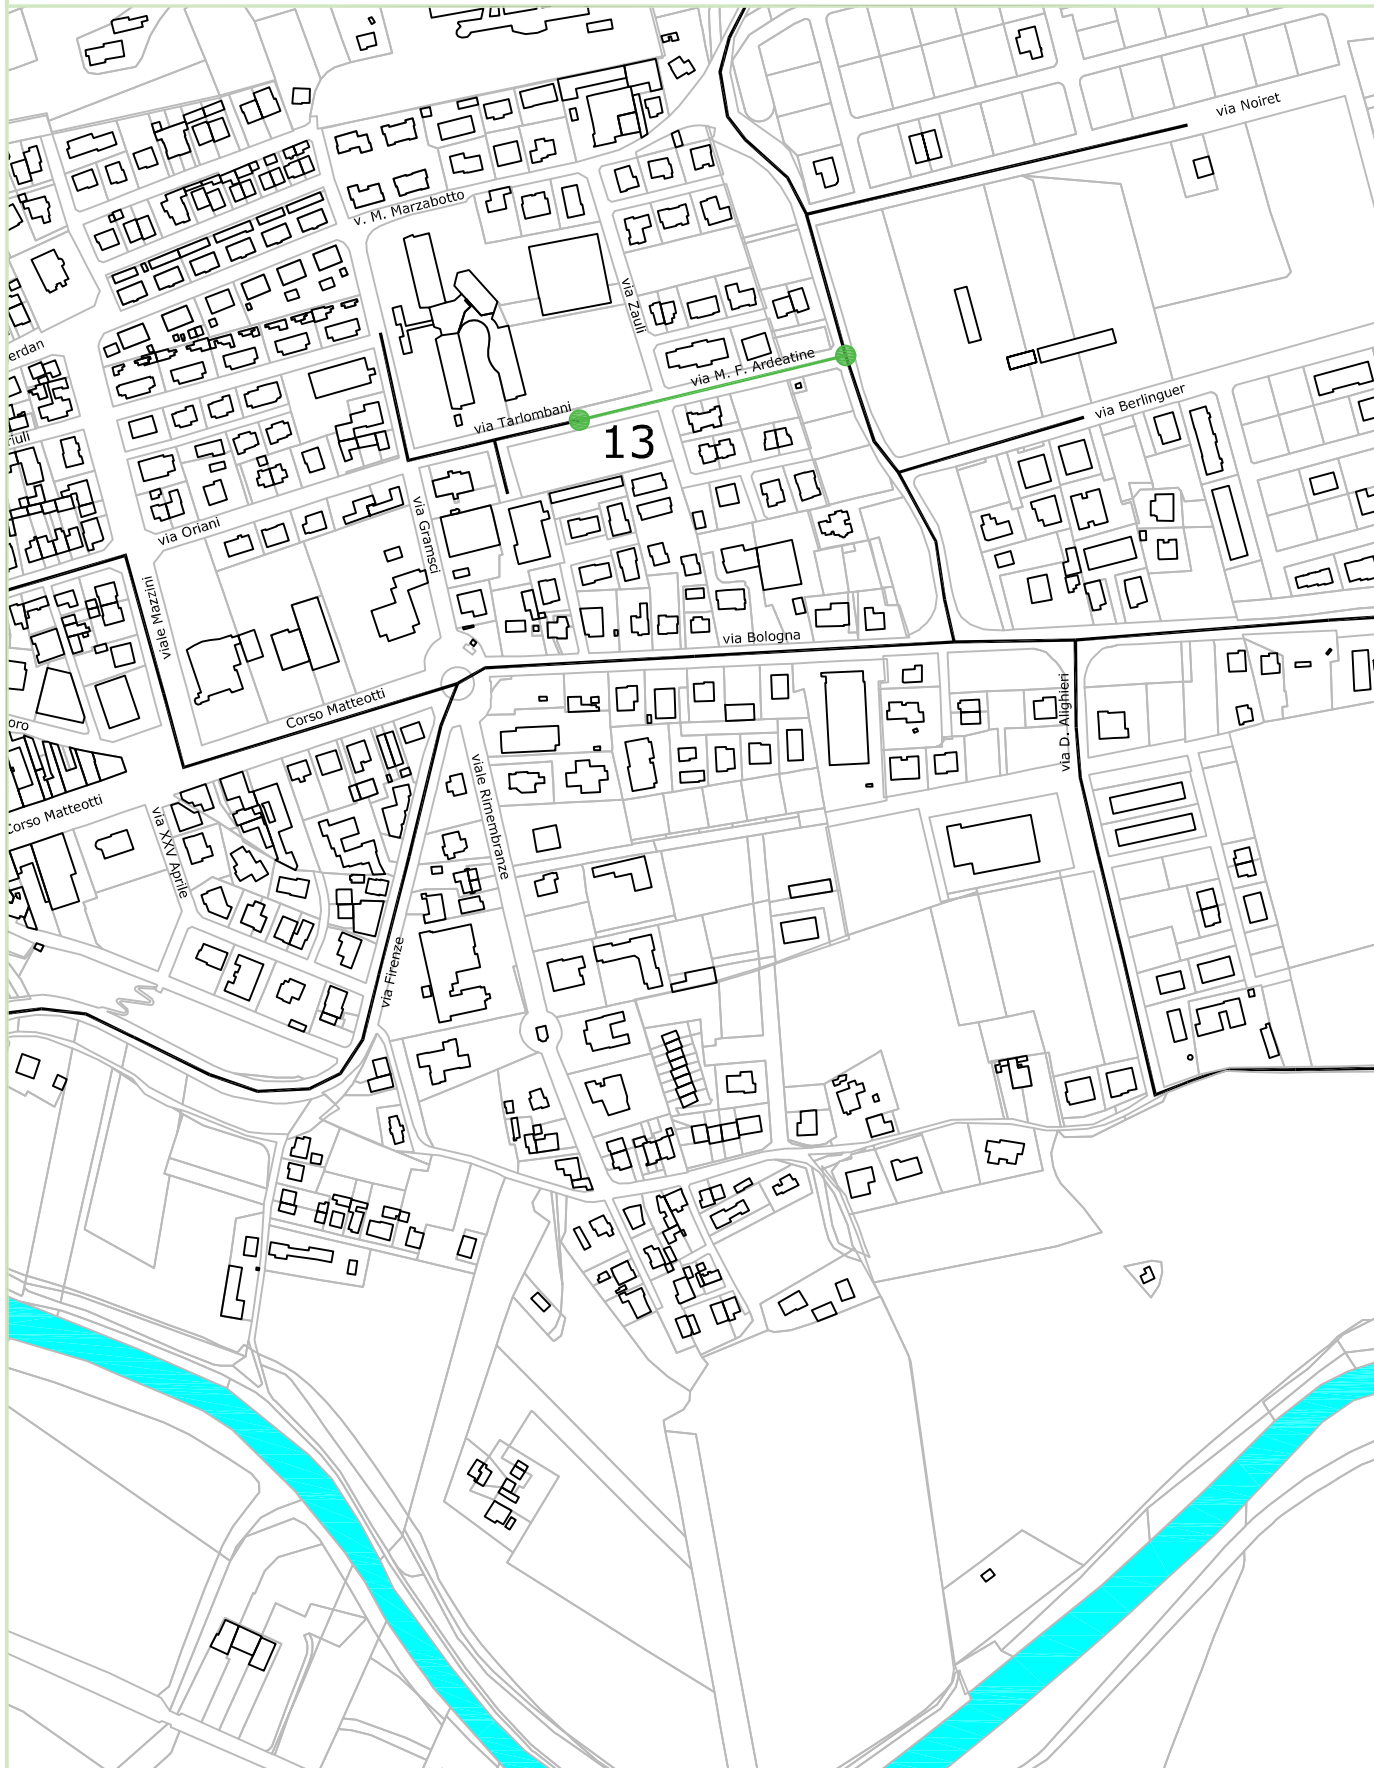 via Noiret
v. M. Marzabotto
via Zauli
erdan
via M. F. Ardeatine
via Berlinguer
via Tarlombani
13
riuli
via Oriani
via Gramsci
viale Mazzini
via Bologna
Corso Matteotti
via D. Alighieri
oro
viale Rimembranze
Corso Matteotti
via XXV Aprile
via Firenze